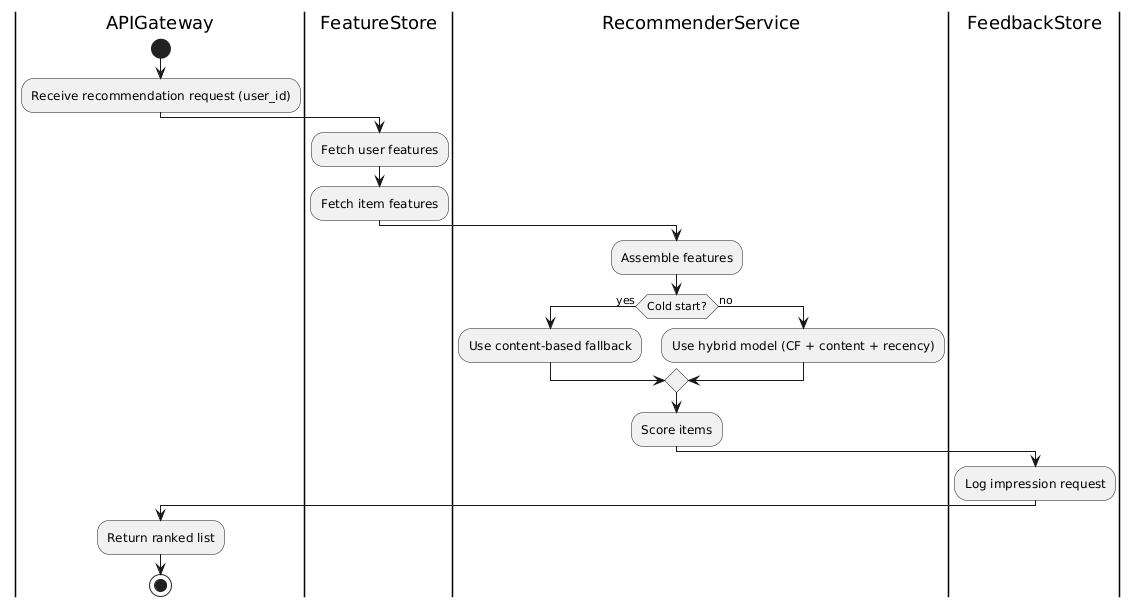 APIGateway
FeatureStore
RecommenderService
FeedbackStore
Receive recommendation request (user_id)
Fetch user features
Fetch item features
Assemble features
yes
Cold start?
no
Use content-based fallback
Use hybrid model (CF + content + recency)
Score items
Log impression request
Return ranked list